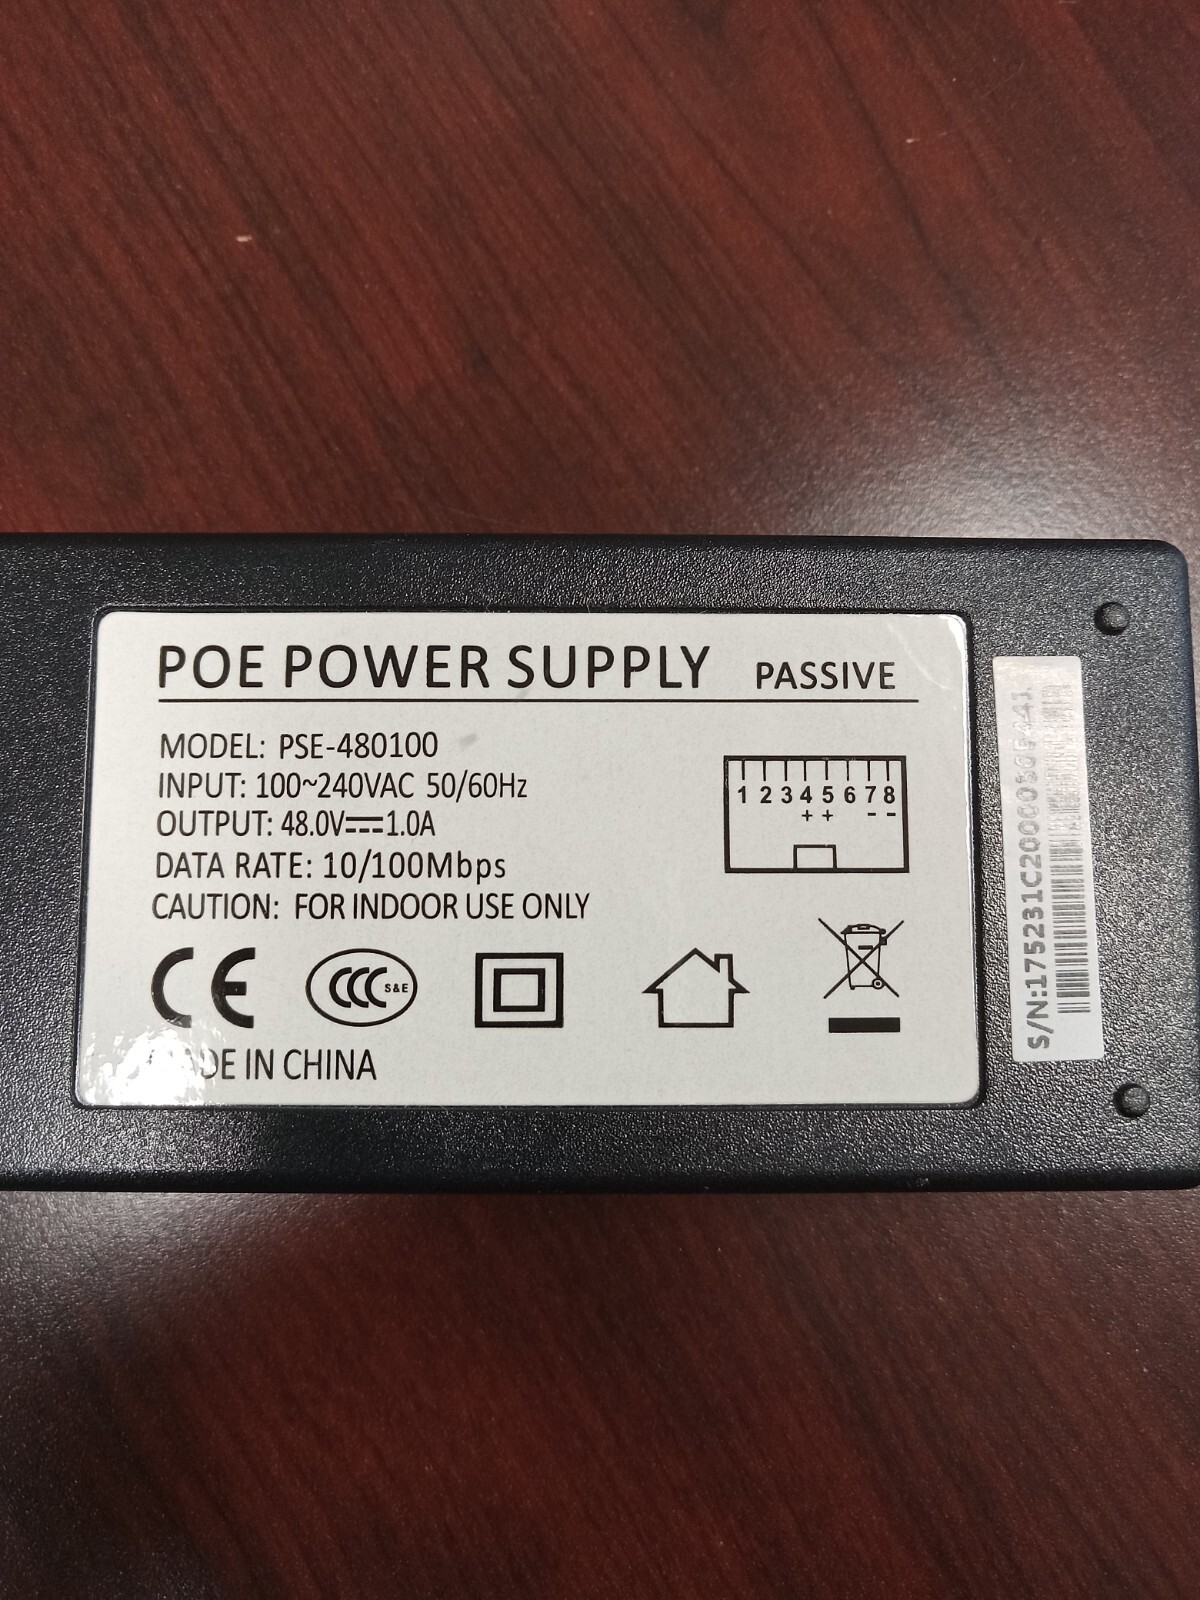 POE POWER SUPPLY PASSIVE
MODEL: PSE-480100
INPUT: 100~240VAC 50/60Hz
OUTPUT: 48.0V⎓1.0A
DATA RATE: 10/100Mbps
CAUTION: FOR INDOOR USE ONLY
1 2 3 4 5 6 7 8
+ + - -
CE CCC S&E
MADE IN CHINA